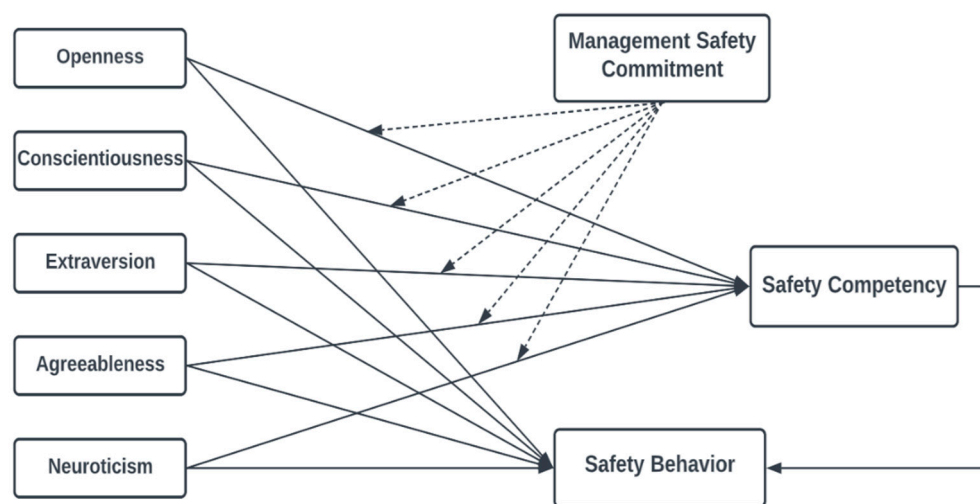 Openness
Management Safety
Commitment
Conscientiousness
Extraversion
Safety Competency
Agreeableness
Neuroticism
Safety Behavior